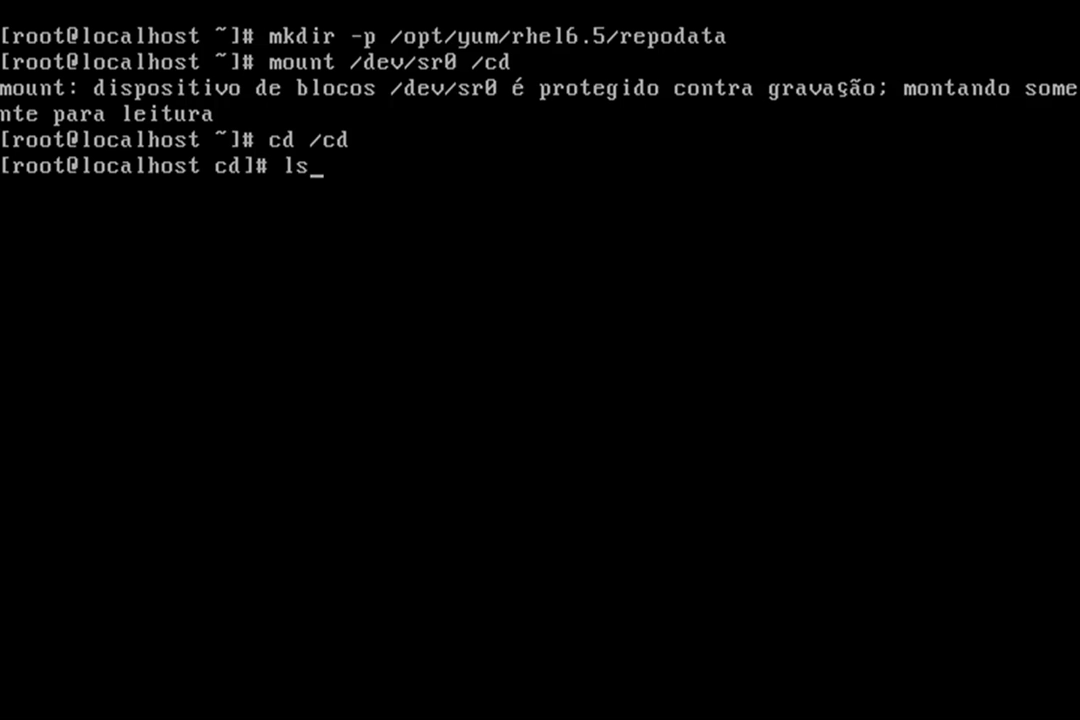 [root@localhost ~]# mkdir -p /opt/yum/rhel6.5/repodata
[root@localhost ~]# mount /dev/sr0 /cd
mount: dispositivo de blocos /dev/sr0 é protegido contra gravação; montando some
nte para leitura
[root@localhost ~]# cd /cd
[root@localhost cd]# ls_